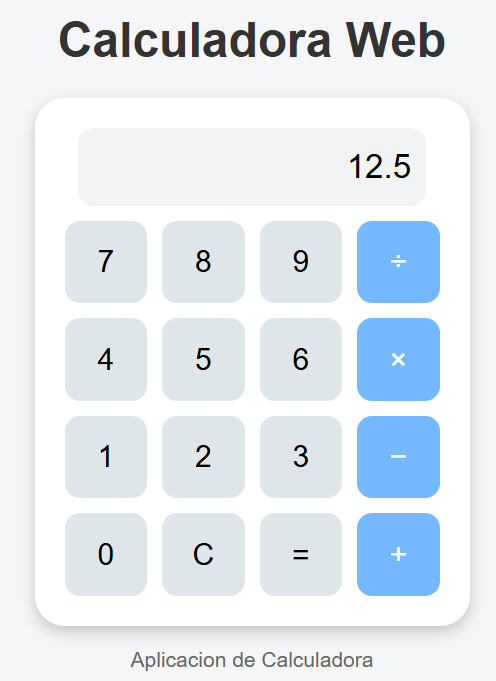 Calculadora Web
12.5
7 8 9 ÷
4 5 6 ×
1 2 3 −
0 C = +
Aplicacion de Calculadora